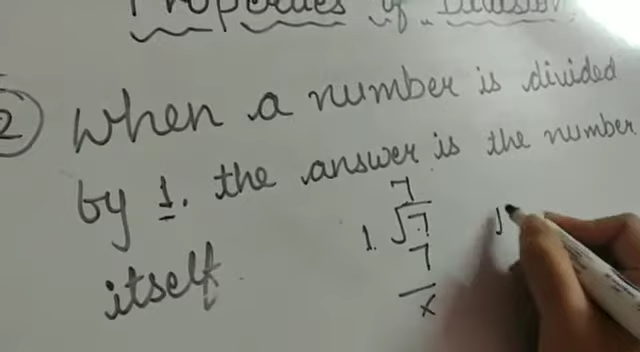 Properties of Division.
2 When a number is divided
by 1. the answer is the number
itself.
7
1. √7
7
x